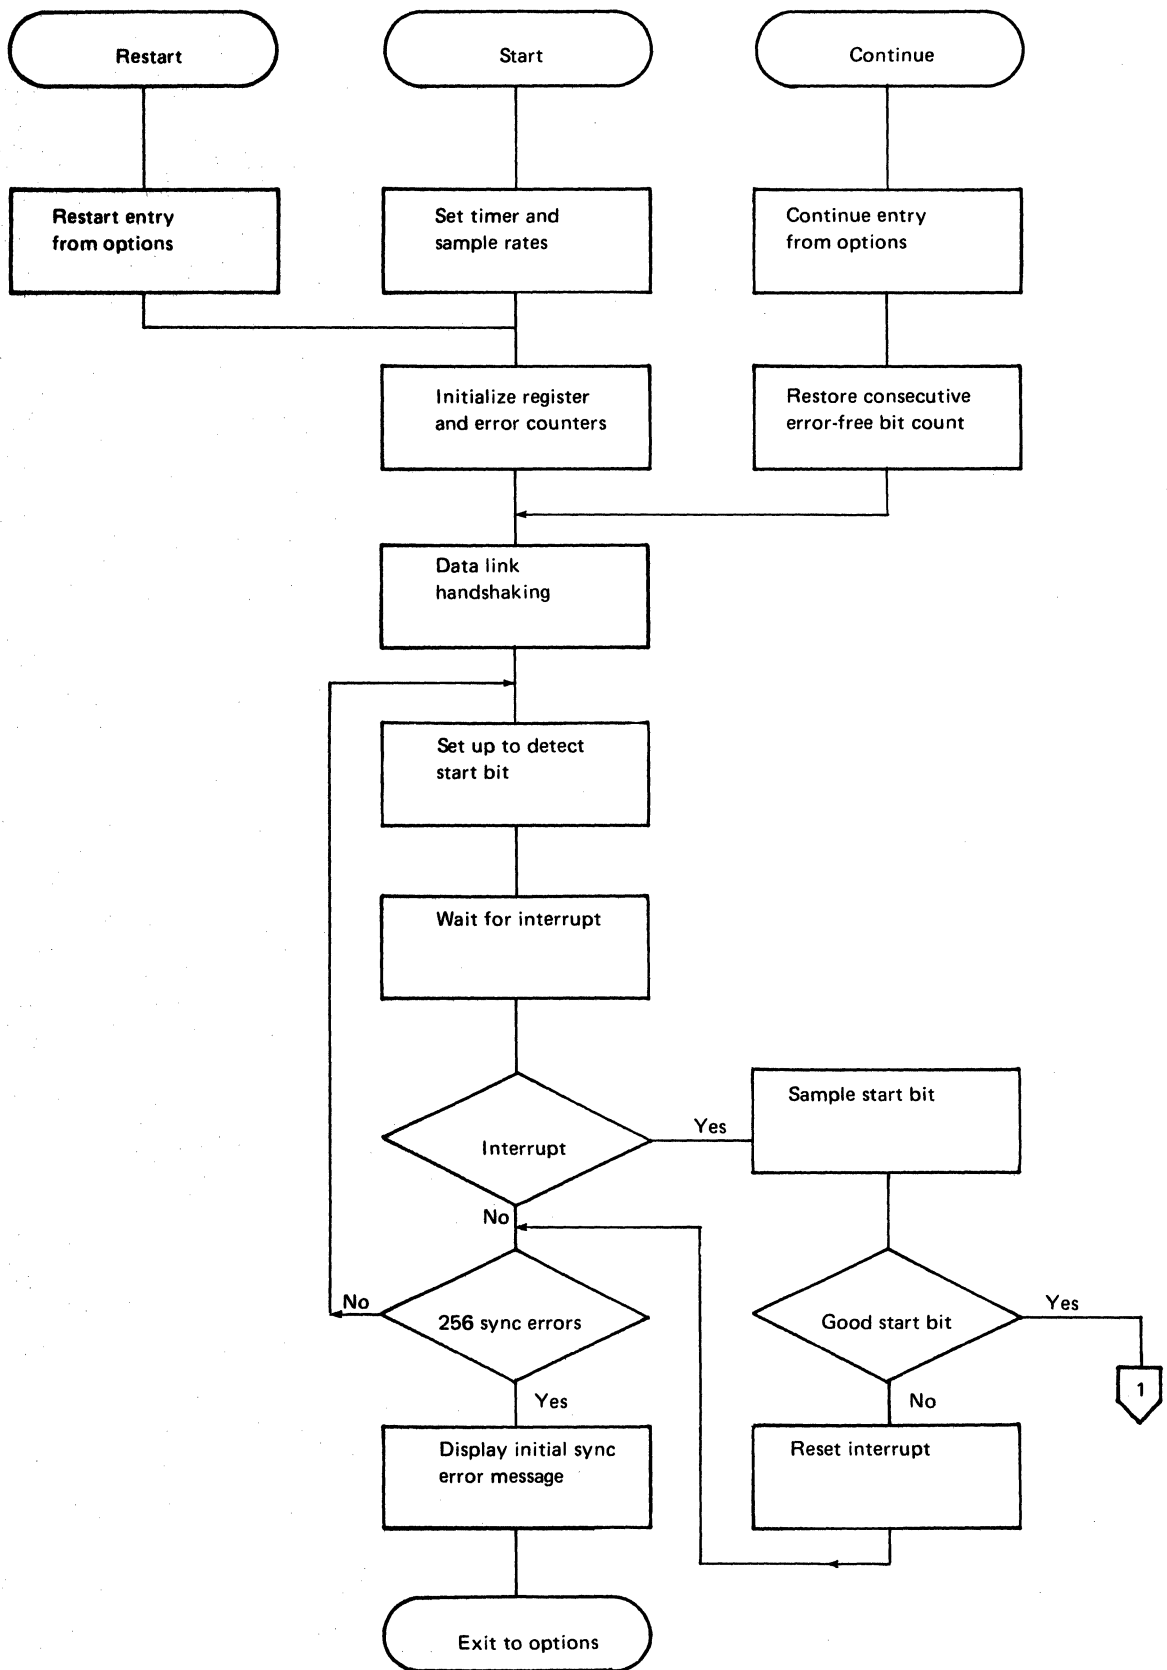 Restart
Start
Continue
Restart entry
from options
Set timer and
sample rates
Continue entry
from options
Initialize register
and error counters
Restore consecutive
error-free bit count
Data link
handshaking
Set up to detect
start bit
Wait for interrupt
Sample start bit
Yes
Interrupt
No
No
256 sync errors
Good start bit
Yes
1
Yes
No
Display initial sync
error message
Reset interrupt
Exit to options